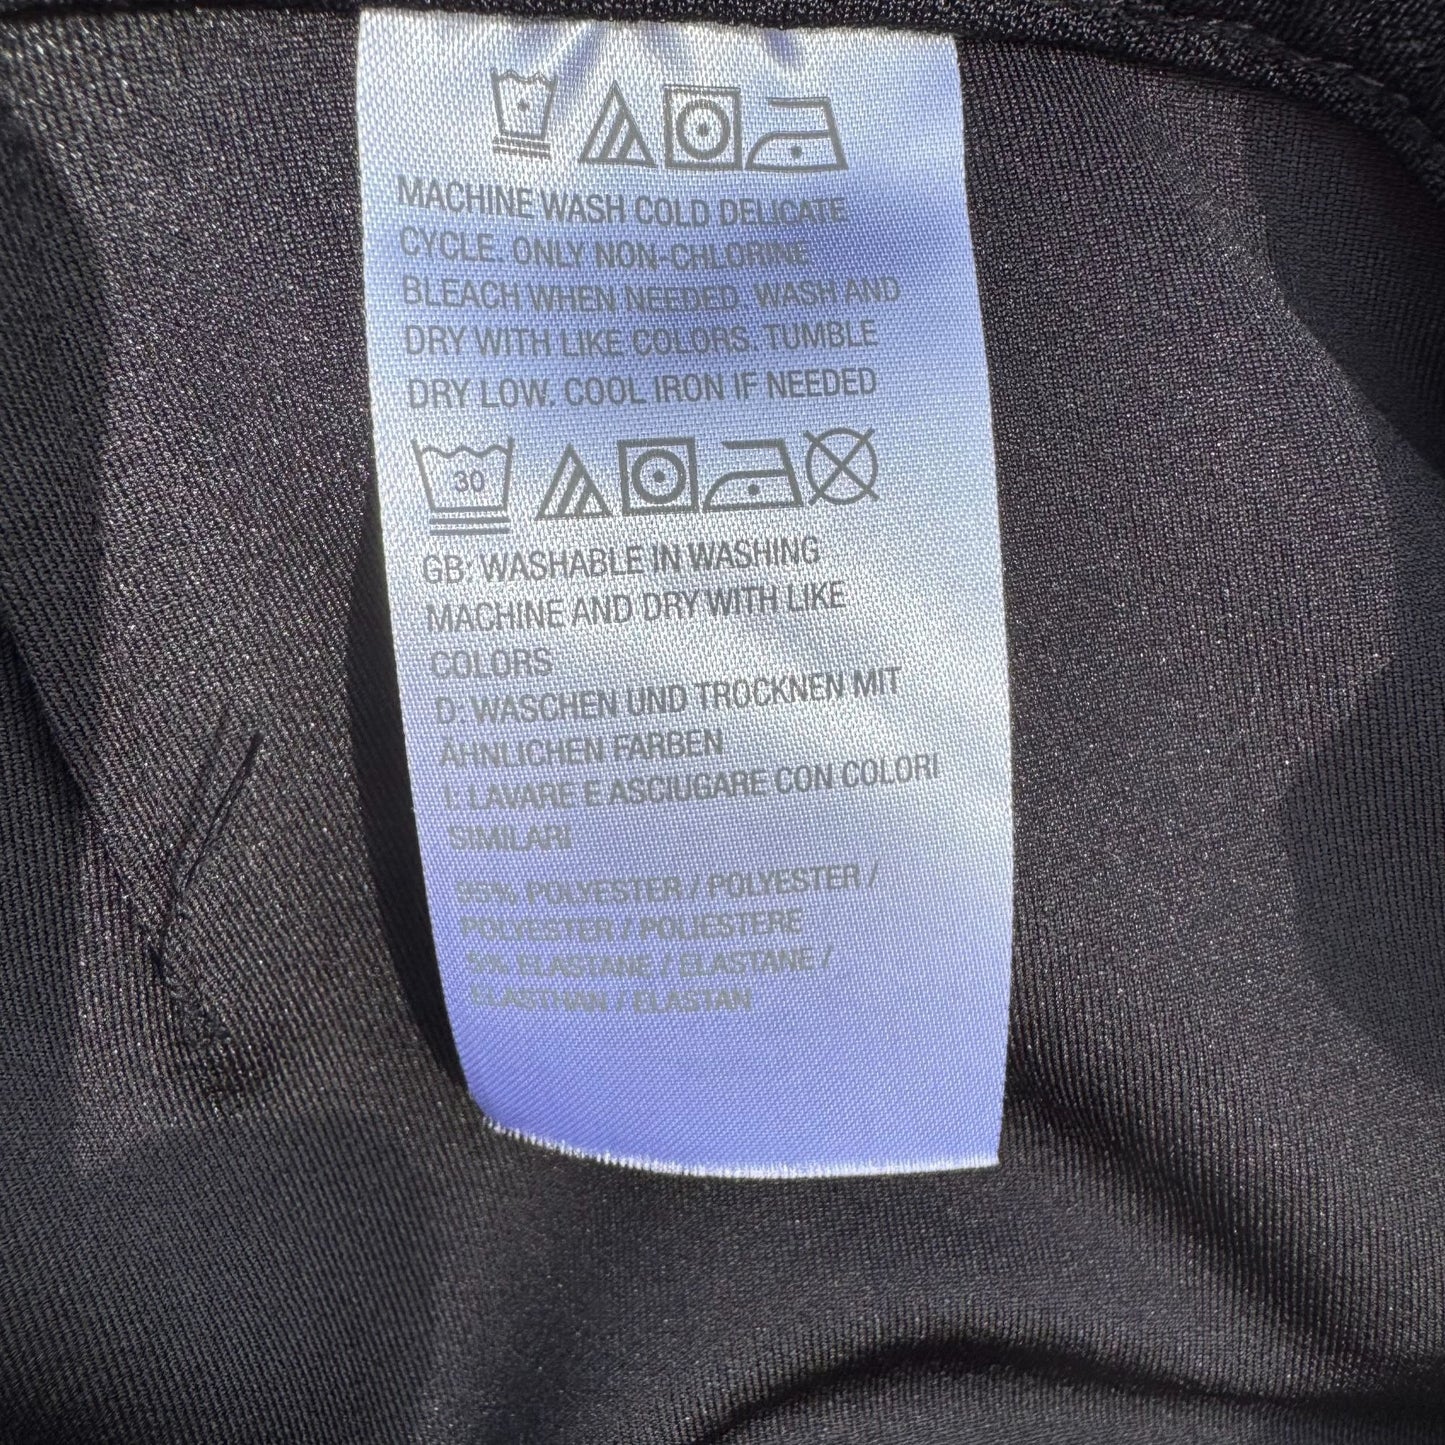 MACHINE WASH COLD DELICATE
CYCLE. ONLY NON-CHLORINE
BLEACH WHEN NEEDED. WASH AND
DRY WITH LIKE COLORS. TUMBLE
DRY LOW. COOL IRON IF NEEDED
30
GB: WASHABLE IN WASHING
MACHINE AND DRY WITH LIKE
COLORS
D: WASCHEN UND TROCKNEN MIT
ÄHNLICHEN FARBEN
I: LAVARE E ASCIUGARE CON COLORI
SIMILARI
95% POLYESTER / POLYESTER /
POLYESTER / POLIESTERE
5% ELASTANE / ELASTANE /
ELASTHAN / ELASTAN